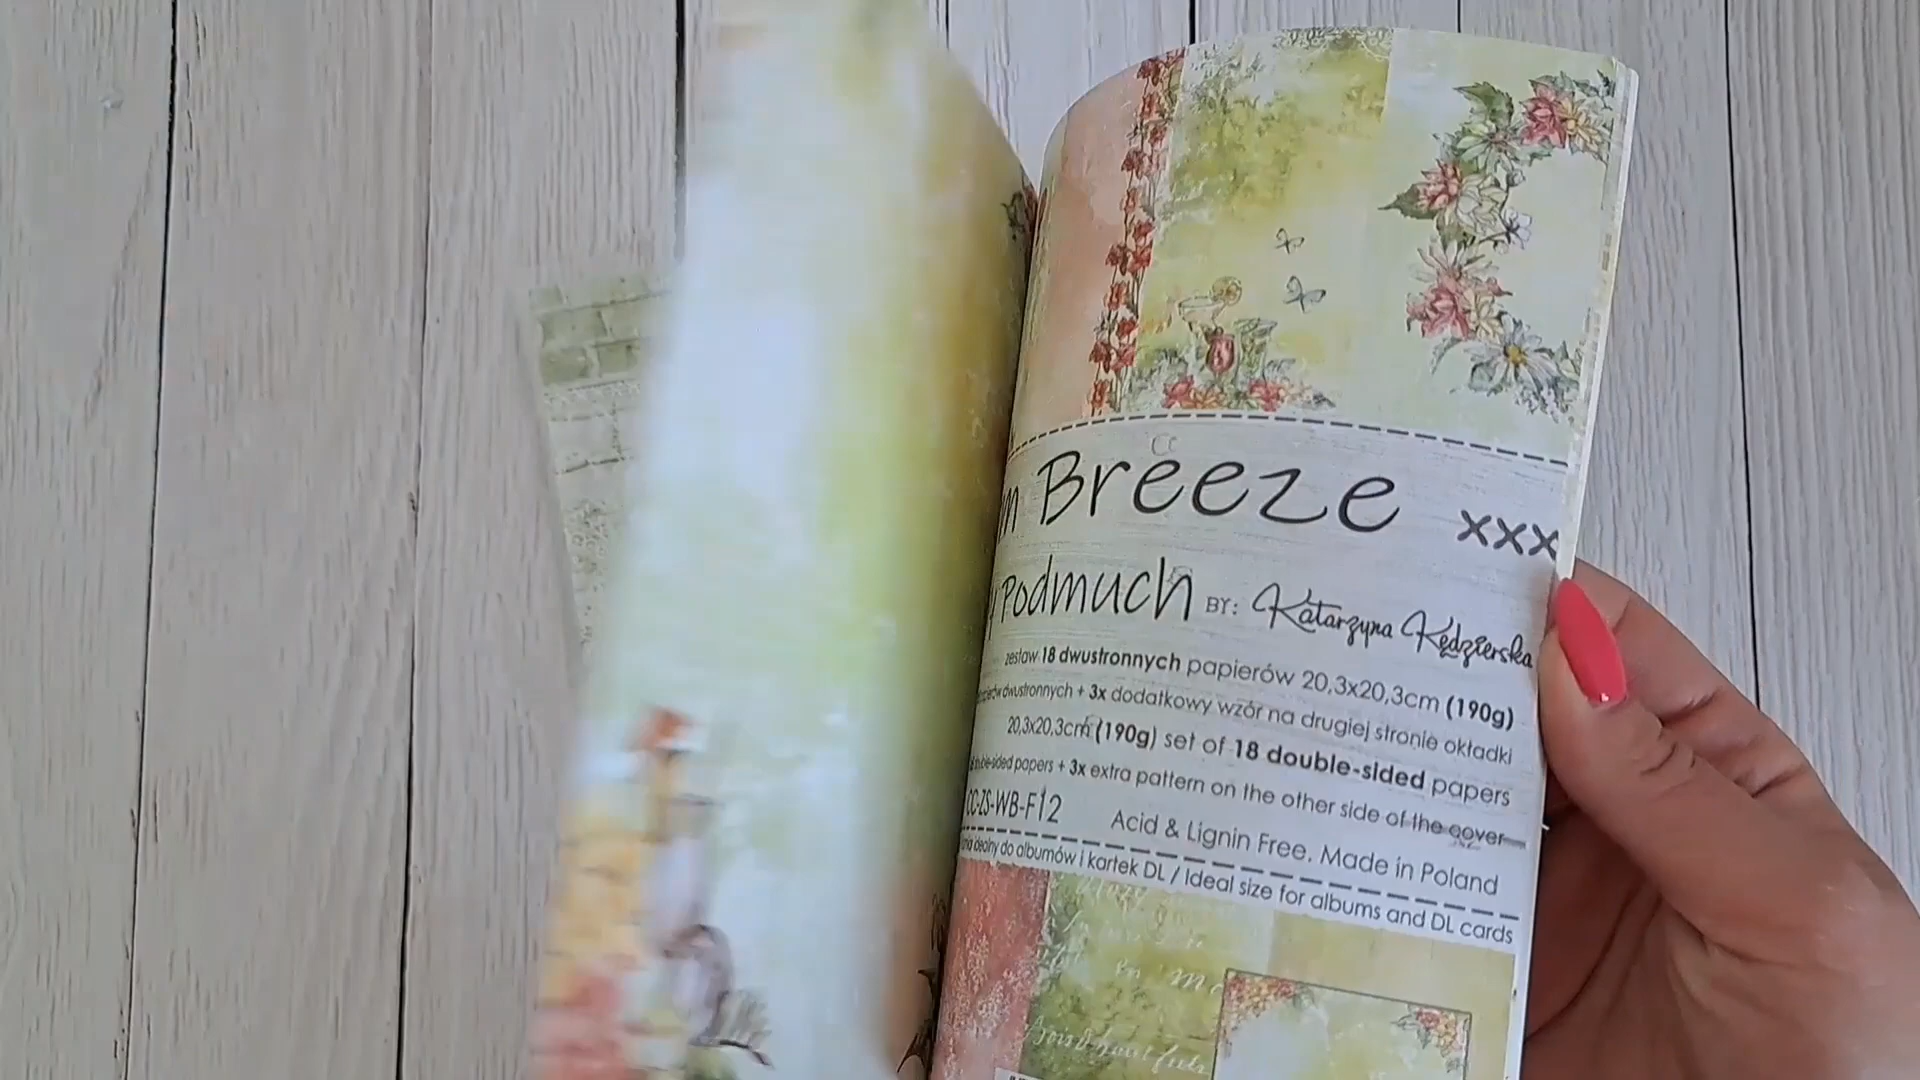 Breeze xxx
Podmuch BY: Katarzyna Kędzierska
zestaw 18 dwustronnych papierów 20,3x20,3cm (190g)
dwustronnych + 3x dodatkowy wzór na drugiej stronie okładki
20,3x20,3cm (190g) set of 18 double-sided papers
double-sided papers + 3x extra pattern on the other side of the cover
CC-ZS-WB-F12
Acid & Lignin Free. Made in Poland
idealny do albumów i kartek DL / Ideal size for albums and DL cards